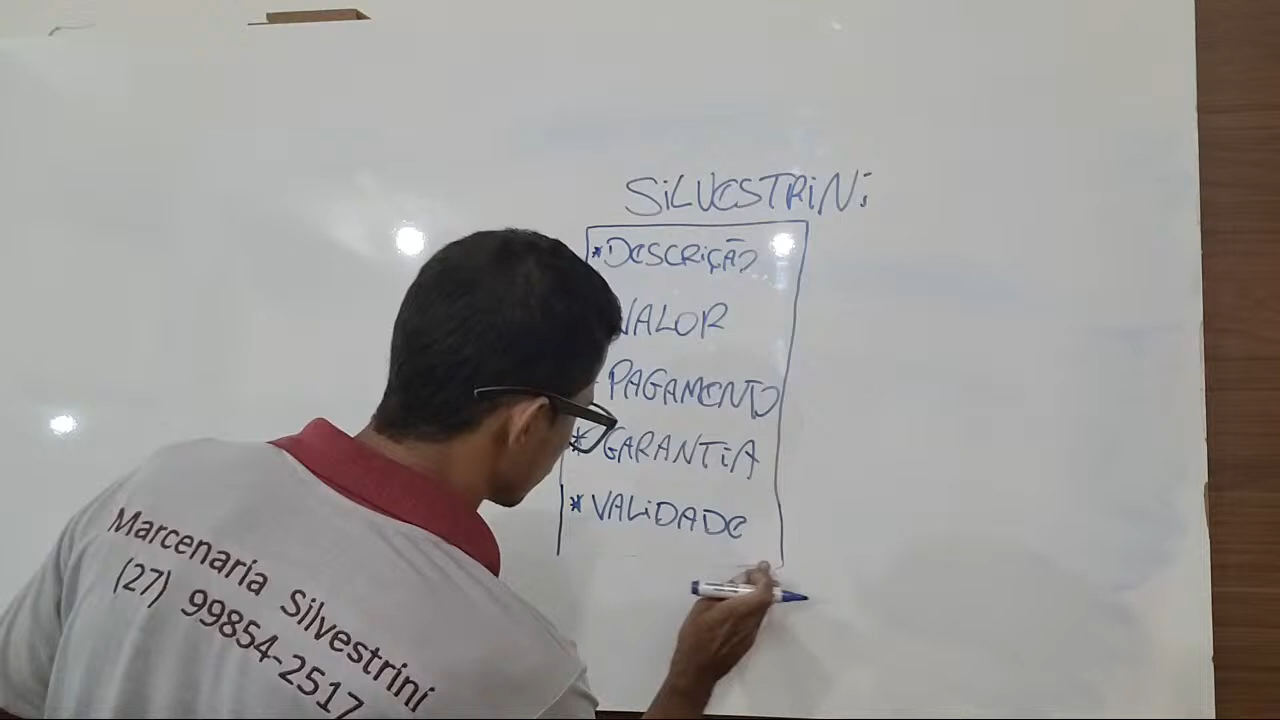 SiLVESTRiNi
*DESCRiÇÃO
VALOR
PAGAMENTO
*GARANTiA
*VALiDADE
Marcenaria Silvestrini
(27) 99854-2517